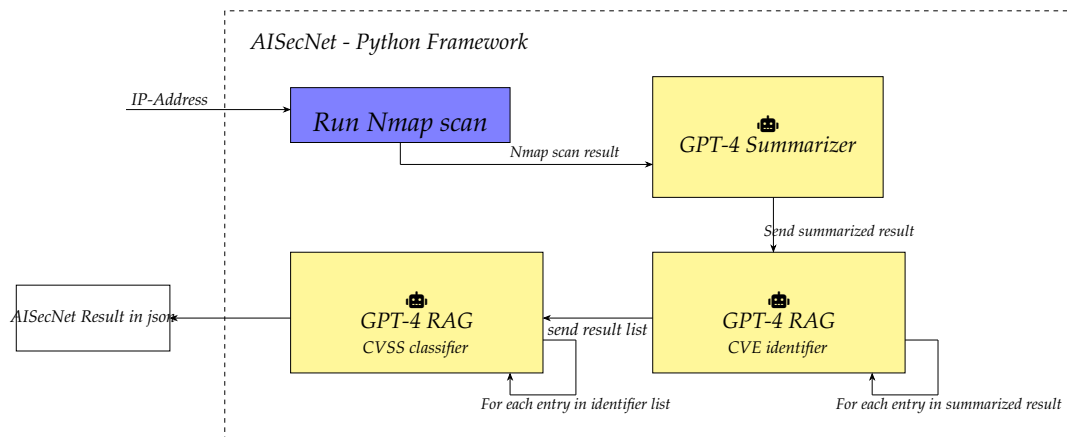 AISecNet - Python Framework
IP-Address
Run Nmap scan
Nmap scan result
GPT-4 Summarizer
Send summarized result
GPT-4 RAG
CVE identifier
For each entry in summarized result
send result list
GPT-4 RAG
CVSS classifier
For each entry in identifier list
AISecNet Result in json